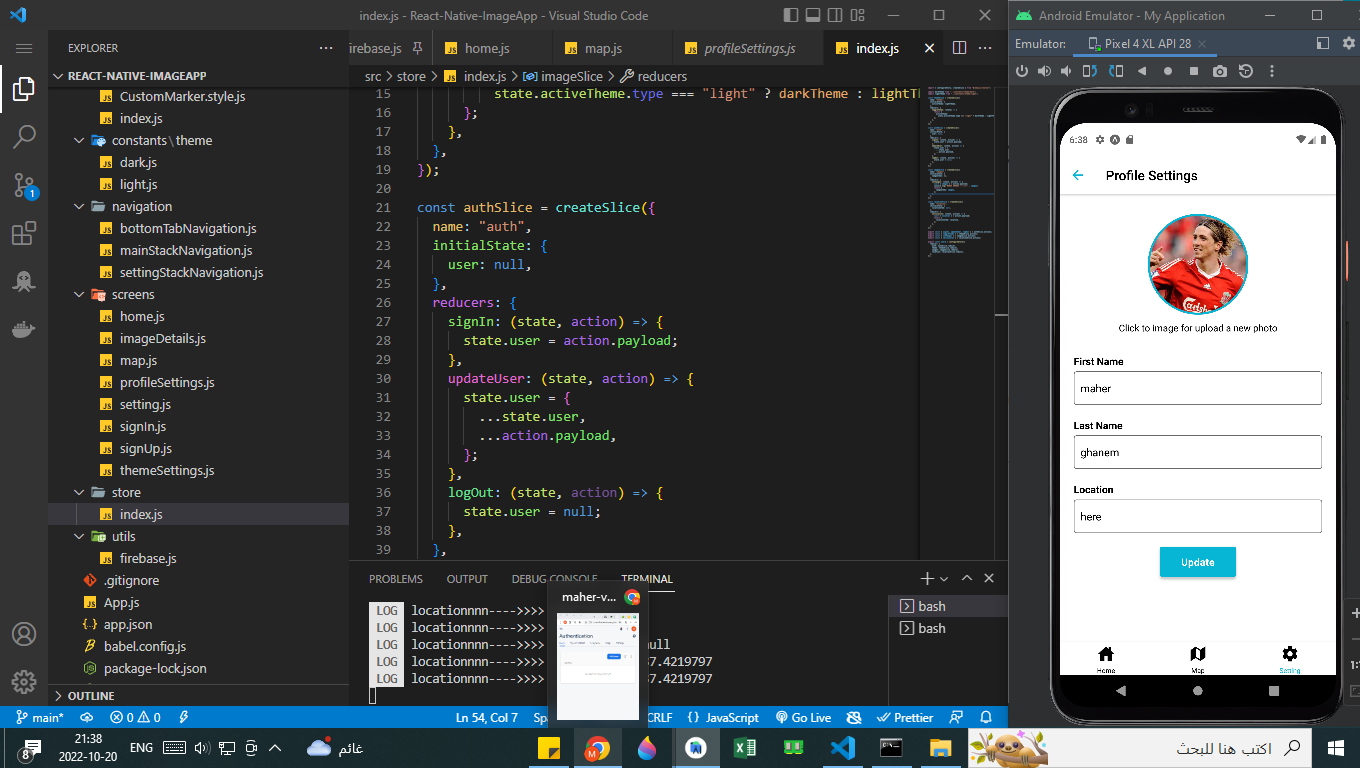 index.js - React-Native-ImageApp - Visual Studio Code
EXPLORER
REACT-NATIVE-IMAGEAPP
CustomMarker.style.js
index.js
constants \ theme
dark.js
light.js
navigation
bottomTabNavigation.js
mainStackNavigation.js
settingStackNavigation.js
screens
home.js
imageDetails.js
map.js
profileSettings.js
setting.js
signIn.js
signUp.js
themeSettings.js
store
index.js
utils
firebase.js
.gitignore
App.js
app.json
babel.config.js
package-lock.json
OUTLINE
1
irebase.js
home.js
map.js
profileSettings.js
index.js
src > store > index.js > imageSlice > reducers
15 state.activeTheme.type === "light" ? darkTheme : lightTh
16 };
17 },
18 },
19 });
20
21 const authSlice = createSlice({
22 name: "auth",
23 initialState: {
24 user: null,
25 },
26 reducers: {
27 signIn: (state, action) => {
28 state.user = action.payload;
29 },
30 updateUser: (state, action) => {
31 state.user = {
32 ...state.user,
33 ...action.payload,
34 };
35 },
36 logOut: (state, action) => {
37 state.user = null;
38 },
39 },
PROBLEMS
OUTPUT
DEBUG CONSOLE
TERMINAL
LOG locationnnn---->>>>
LOG locationnnn---->>>>
LOG locationnnn---->>>> ull
LOG locationnnn---->>>> 37.4219797
LOG locationnnn---->>>> 37.4219797
bash
bash
maher-v...
Authentication
main*
0 0
Ln 54, Col 7
Spa
CRLF
{} JavaScript
Go Live
Prettier
Android Emulator - My Application
Emulator:
Pixel 4 XL API 28
6:38
Profile Settings
Click to image for upload a new photo
First Name
maher
Last Name
ghanem
Location
here
Update
Home
Map
Setting
1:1
8
21:38
2022-10-20
ENG
غائم
اكتب هنا للبحث